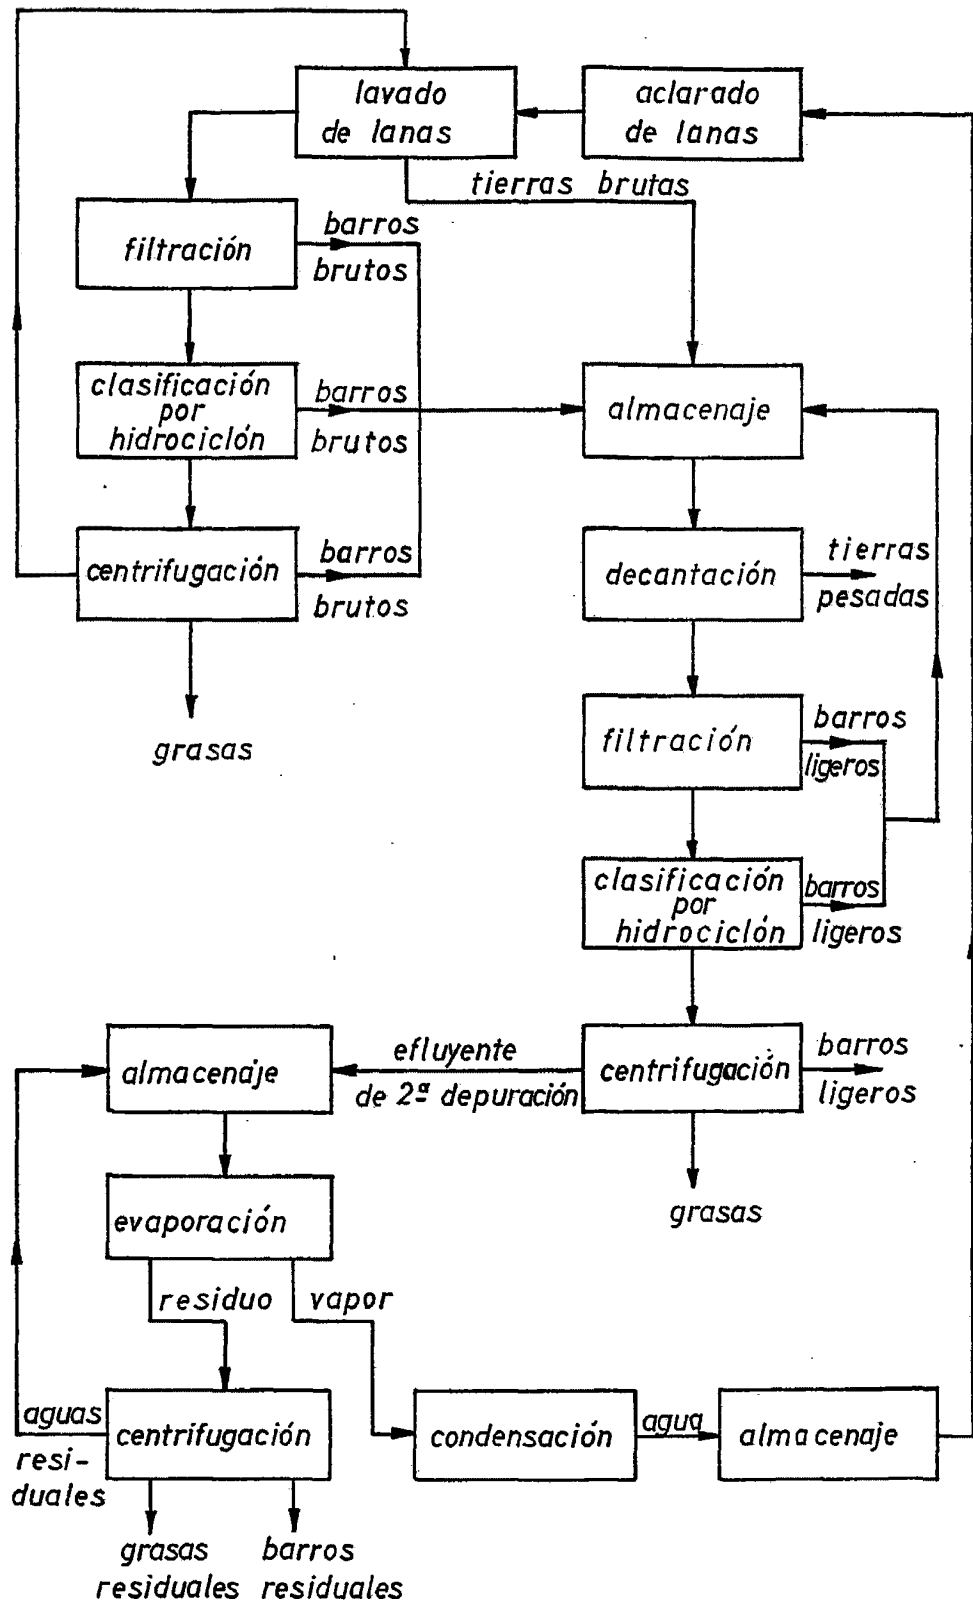 lavado
de lanas
aclarado
de lanas
tierras brutas
filtración
barros
brutos
clasificación
por
hidrociclón
barros
brutos
almacenaje
centrifugación
barros
brutos
decantación
tierras
pesadas
grasas
filtración
barros
ligeros
clasificación
por
hidrociclón
barros
ligeros
almacenaje
efluyente
de 2ª depuración
centrifugación
barros
ligeros
grasas
evaporación
residuo
vapor
aguas
resi-
duales
centrifugación
condensación
agua
almacenaje
grasas
residuales
barros
residuales